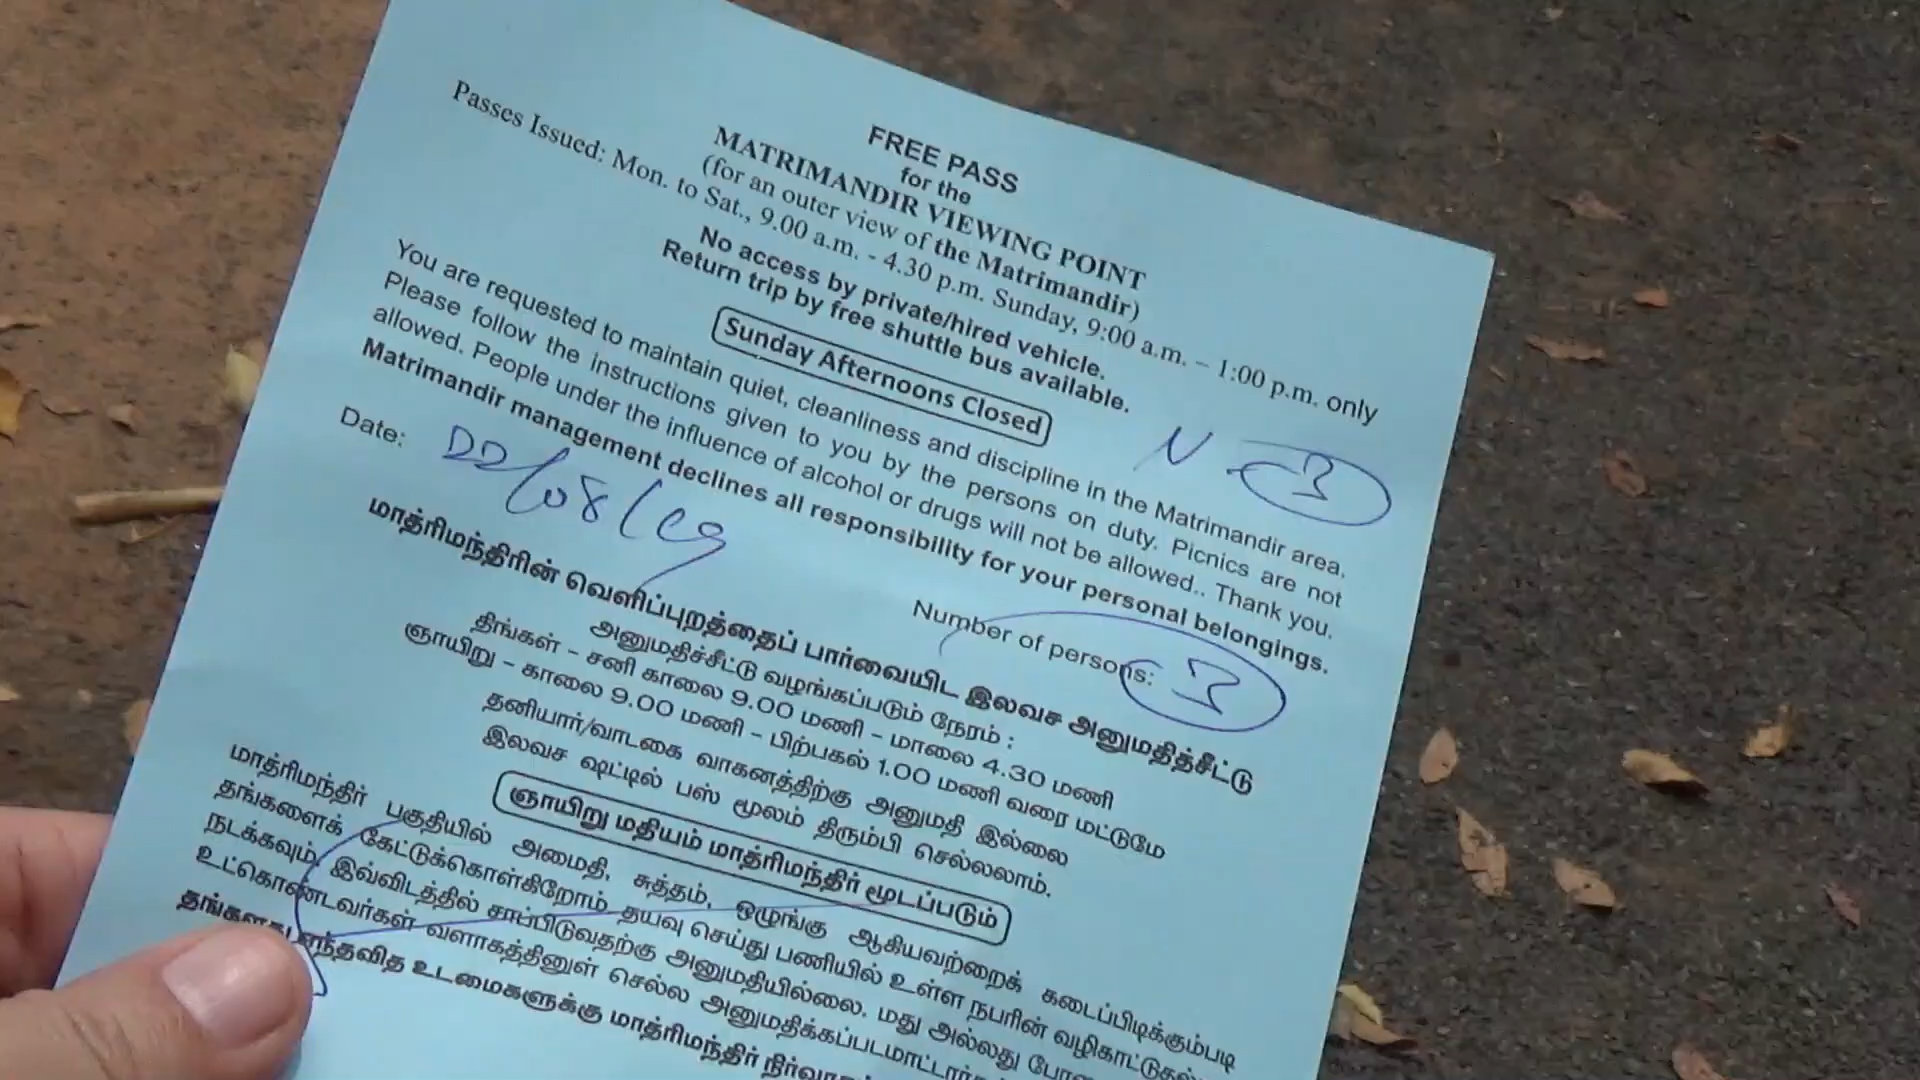 FREE PASS
for the
MATRIMANDIR VIEWING POINT
(for an outer view of the Matrimandir)
Passes Issued: Mon. to Sat., 9.00 a.m. - 4.30 p.m. Sunday, 9:00 a.m. – 1:00 p.m. only
No access by private/hired vehicle.
Return trip by free shuttle bus available.
Sunday Afternoons Closed
N - 3
You are requested to maintain quiet, cleanliness and discipline in the Matrimandir area.
Please follow the instructions given to you by the persons on duty. Picnics are not
allowed. People under the influence of alcohol or drugs will not be allowed.. Thank you.
Matrimandir management declines all responsibility for your personal belongings.
Date: 22/08/19
Number of persons: 3
மாத்ரிமந்திரின் வெளிப்புறத்தைப் பார்வையிட இலவச அனுமதித்சீட்டு
அனுமதிச்சீட்டு வழங்கப்படும் நேரம் :
திங்கள் – சனி காலை 9.00 மணி – மாலை 4.30 மணி
ஞாயிறு – காலை 9.00 மணி – பிற்பகல் 1.00 மணி வரை மட்டுமே
தனியார்/வாடகை வாகனத்திற்கு அனுமதி இல்லை
இலவச ஷட்டில் பஸ் மூலம் திரும்பி செல்லலாம்.
ஞாயிறு மதியம் மாத்ரிமந்திர் மூடப்படும்
மாத்ரிமந்திர் பகுதியில் அமைதி, சுத்தம், ஒழுங்கு ஆகியவற்றைக் கடைப்பிடிக்கும்படி
தங்களைக் கேட்டுக்கொள்கிறோம் தயவு செய்து பணியில் உள்ள நபரின்
நடக்கவும். இவ்விடத்தில் சாப்பிடுவதற்கு அனுமதியில்லை. மது அல்லது
உட்கொண்டவர்கள் வளாகத்தினுள் செல்ல
எந்தவித உடமைகளுக்கு மாத்ரிமந்திர்